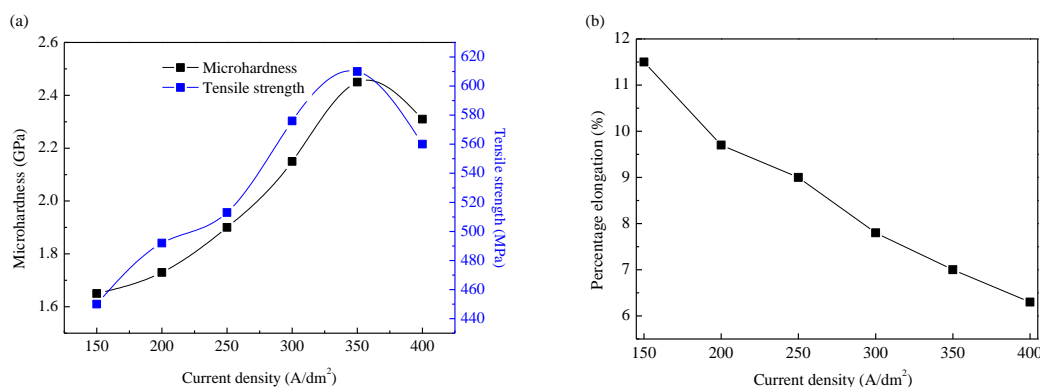 (a)
2.6
2.4
2.2
2.0
1.8
1.6
Microhardness (GPa)
Microhardness
Tensile strength
620
600
580
560
540
520
500
480
460
440
Tensile strength (MPa)
150 200 250 300 350 400
Current density (A/dm²)
(b)
12
11
10
9
8
7
6
Percentage elongation (%)
150 200 250 300 350 400
Current density (A/dm²)